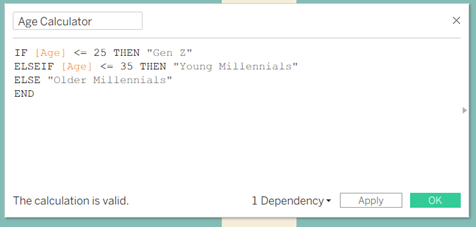 Age Calculator
IF [Age] <= 25 THEN "Gen Z"
ELSEIF [Age] <= 35 THEN "Young Millennials"
ELSE "Older Millennials"
END
The calculation is valid.
1 Dependency
Apply
OK